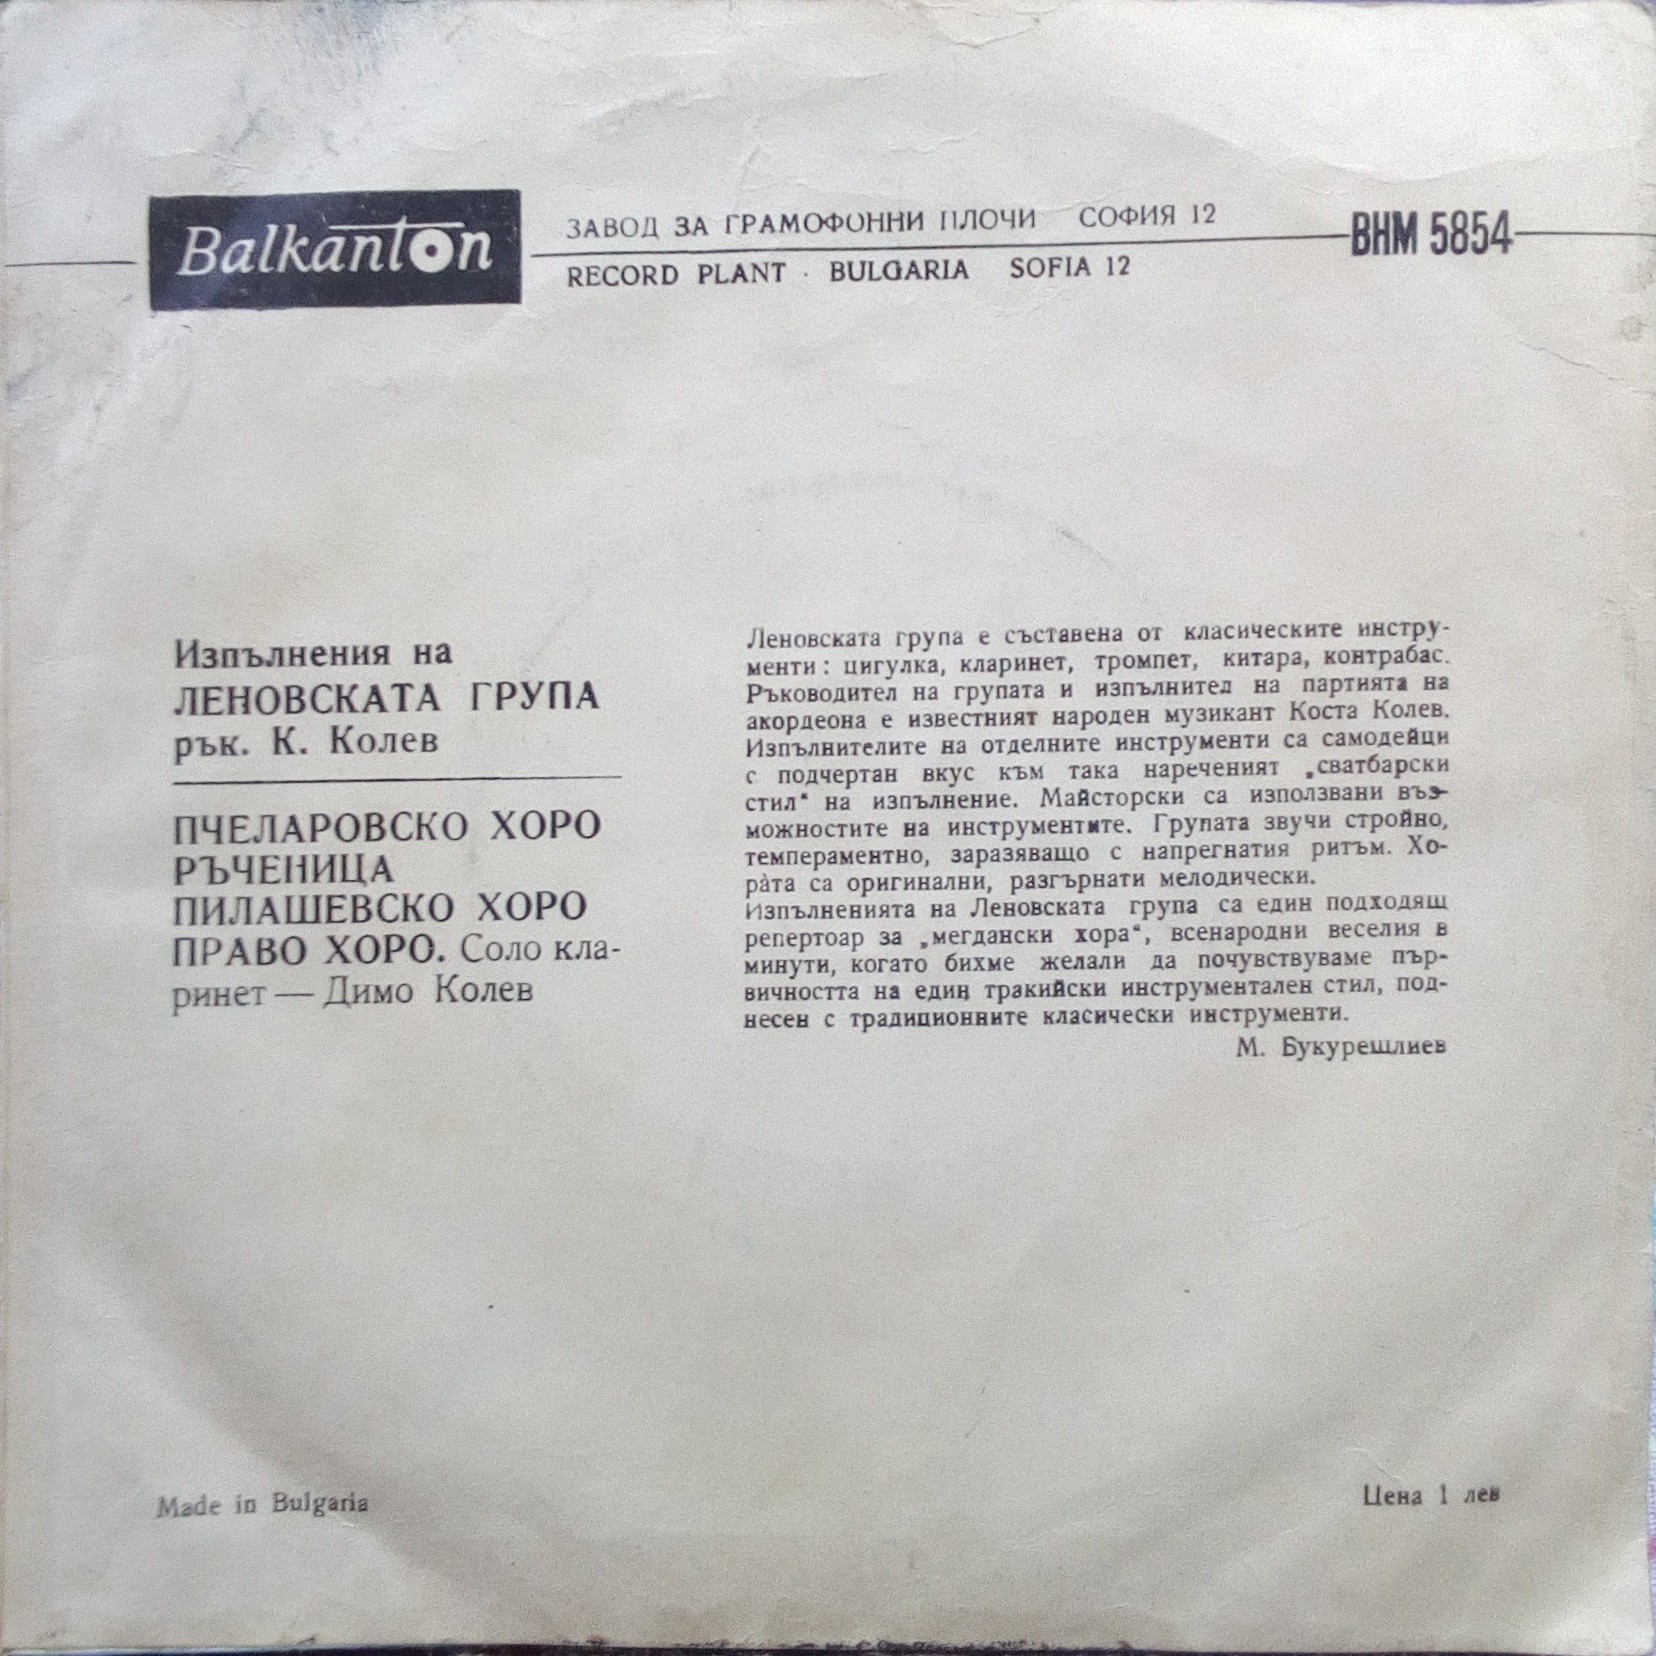 Balkanton
ЗАВОД ЗА ГРАМОФОННИ ПЛОЧИ СОФИЯ 12
RECORD PLANT · BULGARIA SOFIA 12
ВНМ 5854
Изпълнения на
ЛЕНОВСКАТА ГРУПА
рък. К. Колев
ПЧЕЛАРОВСКО ХОРО
РЪЧЕНИЦА
ПИЛАШЕВСКО ХОРО
ПРАВО ХОРО. Соло кла-
ринет — Димо Колев
Леновската група е съставена от класическите инстру-
менти: цигулка, кларинет, тромпет, китара, контрабас.
Ръководител на групата и изпълнител на партията на
акордеона е известният народен музикант Коста Колев.
Изпълнителите на отделните инструменти са самодейци
с подчертан вкус към така нареченият „сватбарски
стил“ на изпълнение. Майсторски са използвани въз-
можностите на инструментите. Групата звучи стройно,
темпераментно, заразяващо с напрегнатия ритъм. Хо-
ра̀та са оригинални, разгърнати мелодически.
Изпълненията на Леновската група са един подходящ
репертоар за „мегдански хора“, всенародни веселия в
минути, когато бихме желали да почувствуваме пър-
вичността на един тракийски инструментален стил, под-
несен с традиционните класически инструменти.
М. Букурешлиев
Made in Bulgaria
Цена 1 лев